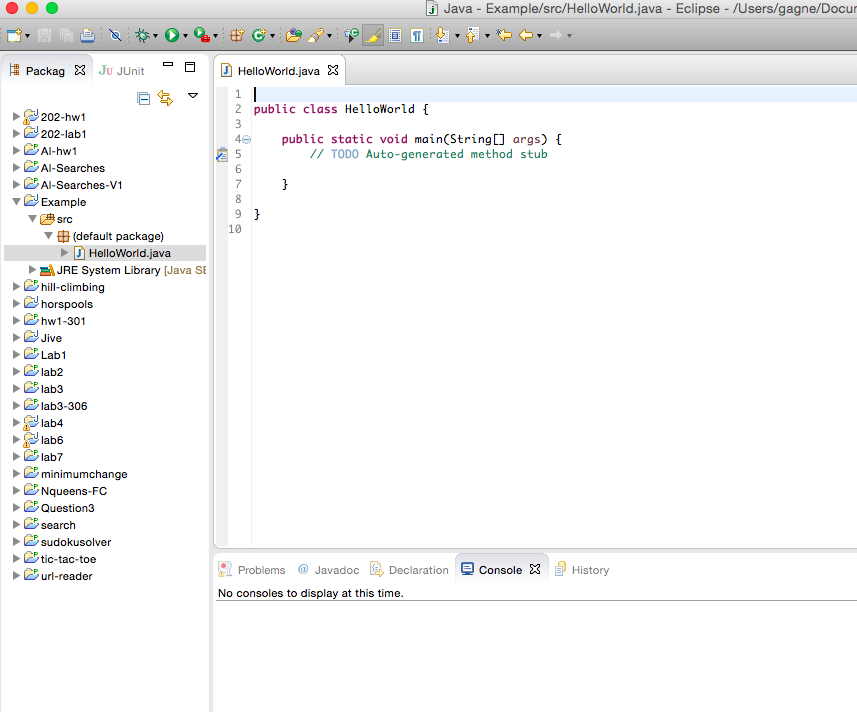 Java - Example/src/HelloWorld.java - Eclipse - /Users/gagne/Docum
Packag
JUnit
202-hw1
202-lab1
AI-hw1
AI-Searches
AI-Searches-V1
Example
src
(default package)
HelloWorld.java
JRE System Library [Java SE
hill-climbing
horspools
hw1-301
Jive
Lab1
lab2
lab3
lab3-306
lab4
lab6
lab7
minimumchange
Nqueens-FC
Question3
search
sudokusolver
tic-tac-toe
url-reader
HelloWorld.java
1
2 public class HelloWorld {
3
4     public static void main(String[] args) {
5         // TODO Auto-generated method stub
6
7     }
8
9 }
10
Problems @ Javadoc Declaration Console History
No consoles to display at this time.